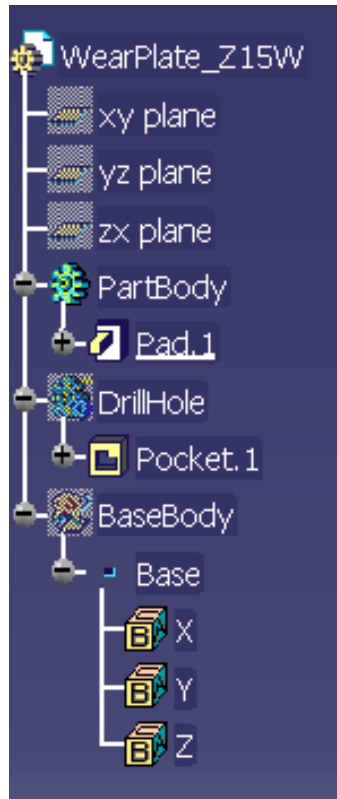 WearPlate_Z15W
xy plane
yz plane
zx plane
PartBody
Pad.1
DrillHole
Pocket.1
BaseBody
Base
B X
B Y
B Z